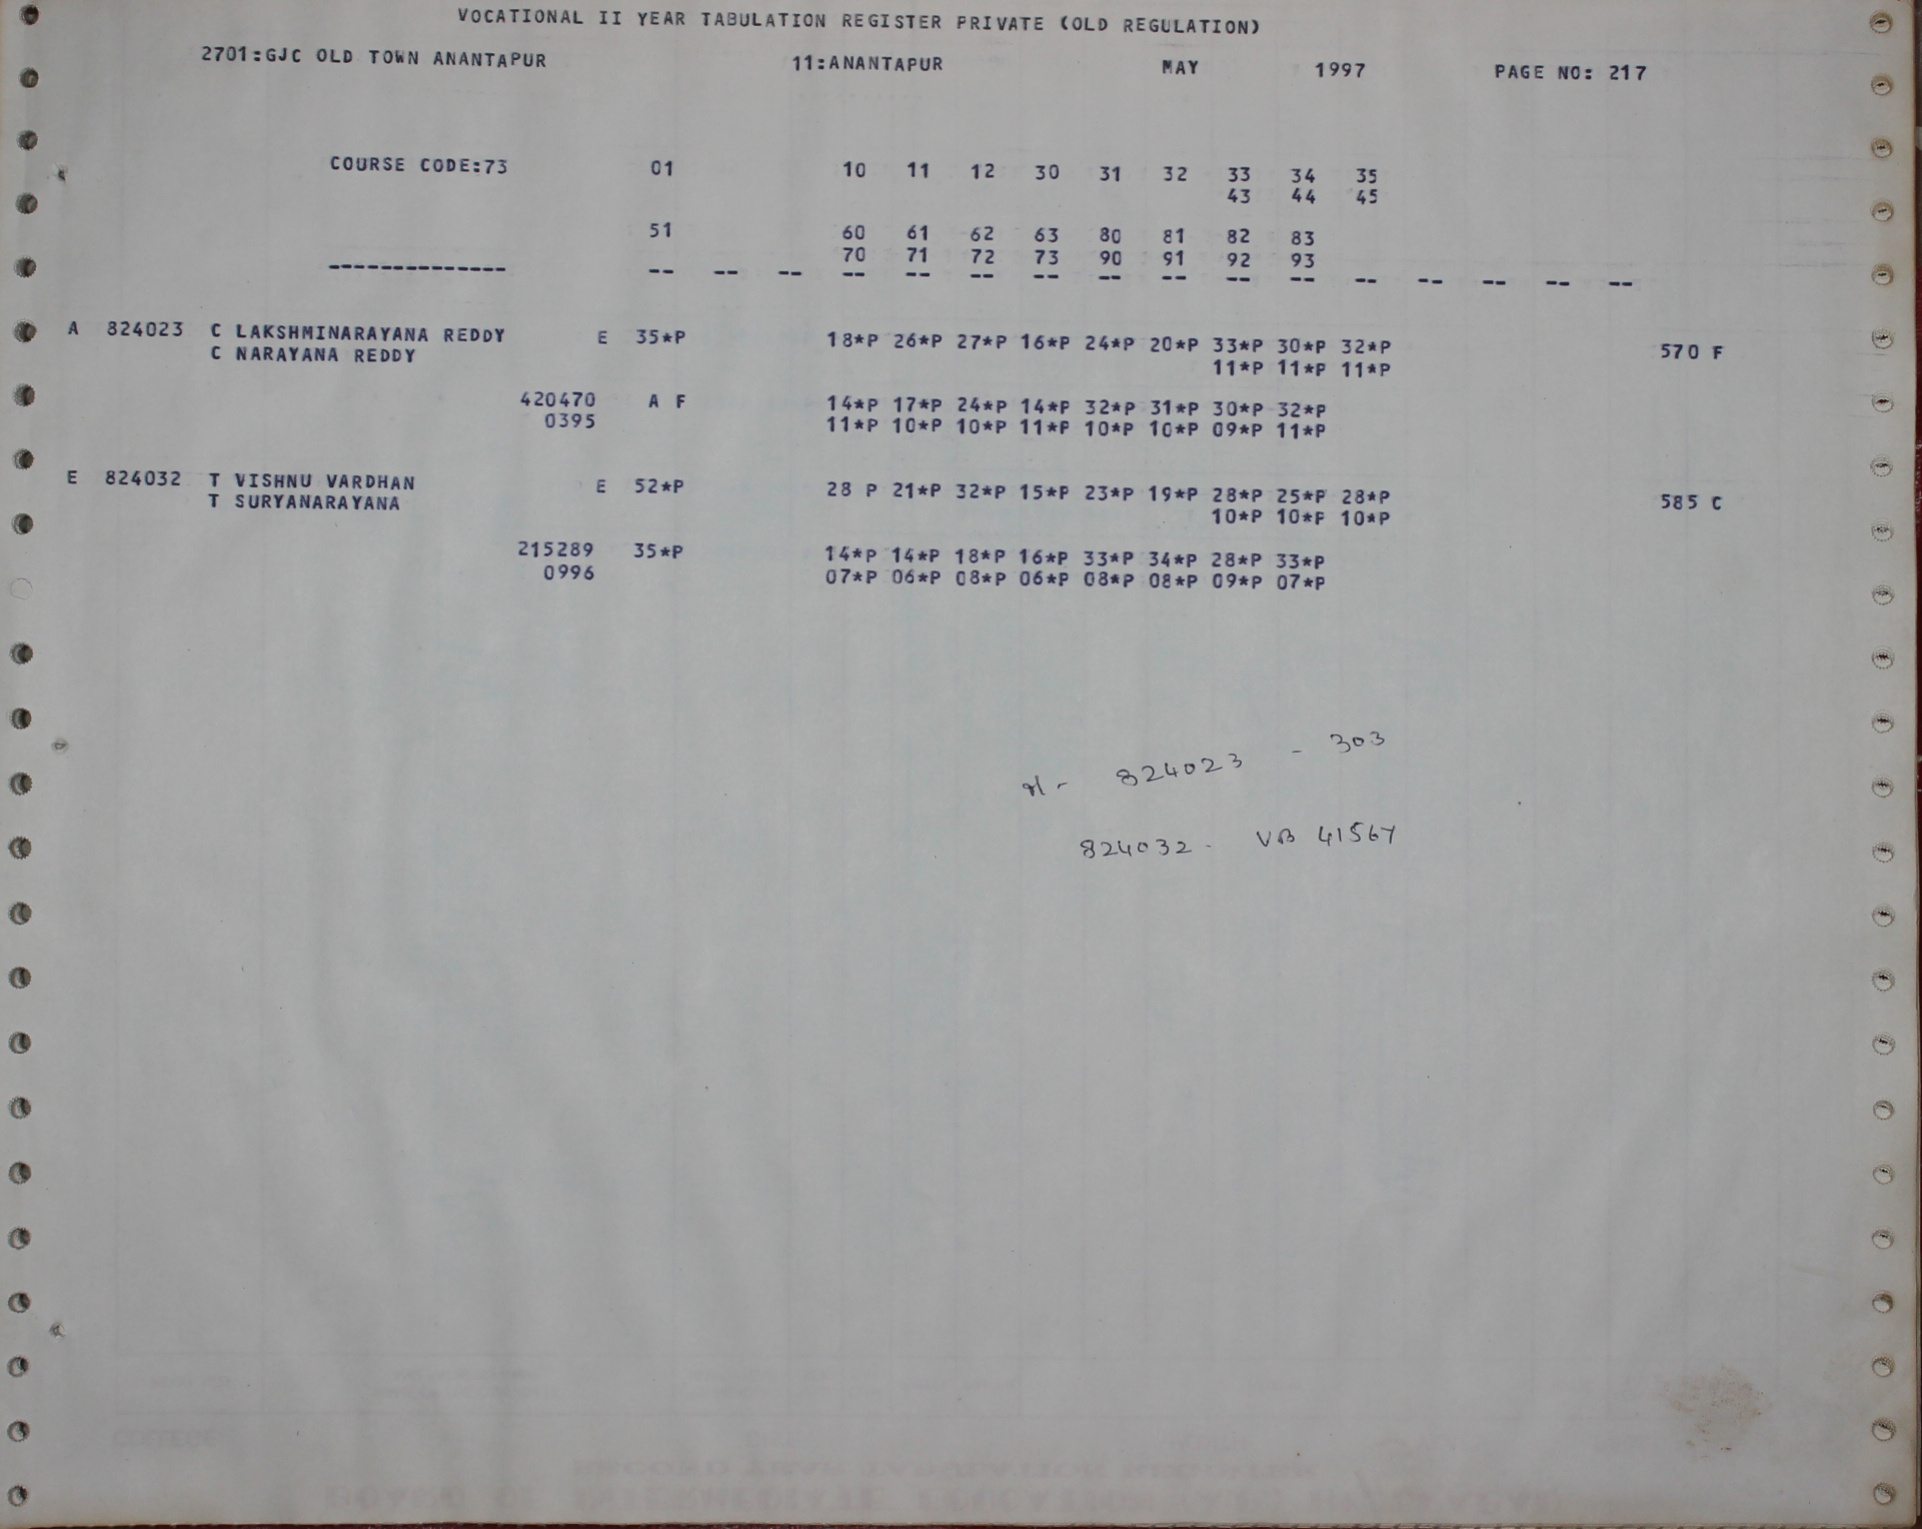 VOCATIONAL II YEAR TABULATION REGISTER PRIVATE (OLD REGULATION)
2701:GJC OLD TOWN ANANTAPUR 11:ANANTAPUR MAY 1997 PAGE NO: 217
COURSE CODE:73 01 10 11 12 30 31 32 33 34 35
43 44 45
51 60 61 62 63 80 81 82 83
70 71 72 73 90 91 92 93
-------------- -- -- -- -- -- -- -- -- -- -- -- -- -- -- -- --
A 824023 C LAKSHMINARAYANA REDDY E 35*P 18*P 26*P 27*P 16*P 24*P 20*P 33*P 30*P 32*P 570 F
C NARAYANA REDDY 11*P 11*P 11*P
420470 A F 14*P 17*P 24*P 14*P 32*P 31*P 30*P 32*P
0395 11*P 10*P 10*P 11*P 10*P 10*P 09*P 11*P
E 824032 T VISHNU VARDHAN E 52*P 28 P 21*P 32*P 15*P 23*P 19*P 28*P 25*P 28*P 585 C
T SURYANARAYANA 10*P 10*P 10*P
215289 35*P 14*P 14*P 18*P 16*P 33*P 34*P 28*P 33*P
0996 07*P 06*P 08*P 06*P 08*P 08*P 09*P 07*P
824023 - 303
824032 - VB 41567